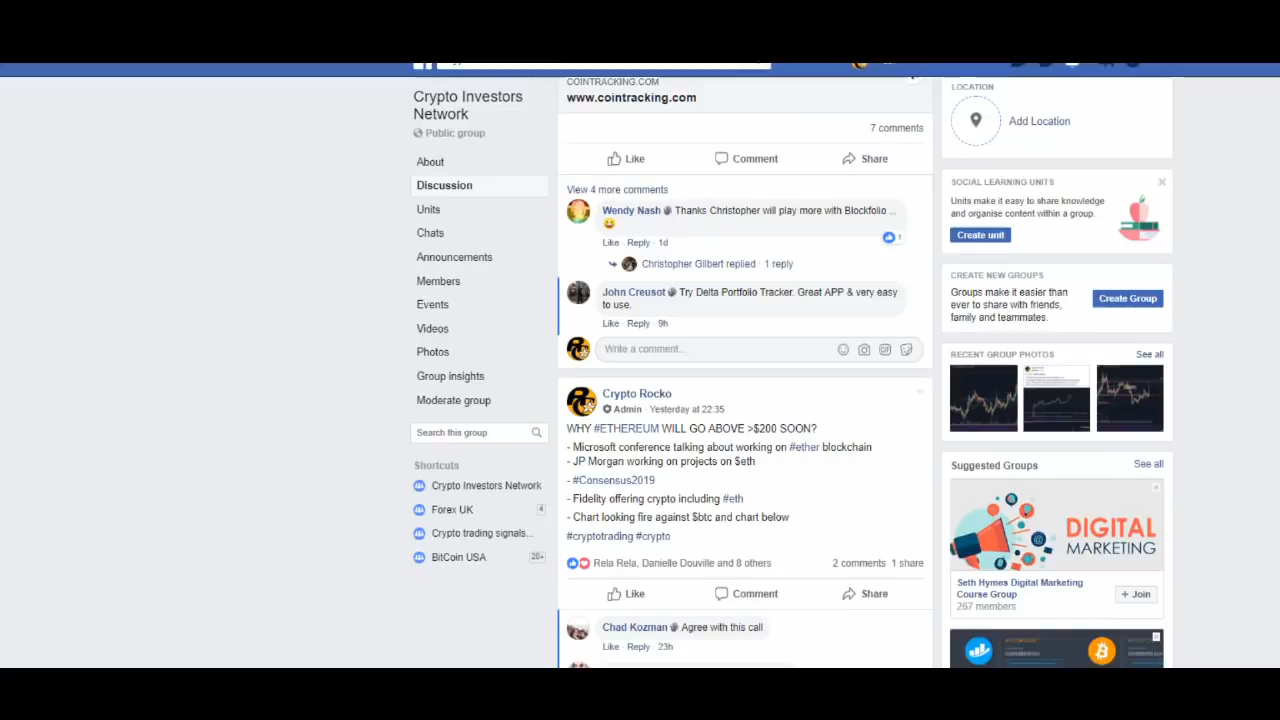 COINTRACKING.COM
www.cointracking.com
7 comments
Like Comment Share
View 4 more comments
Wendy Nash Thanks Christopher will play more with Blockfolio ...
1
Like · Reply · 1d
Christopher Gilbert replied · 1 reply
John Creusot Try Delta Portfolio Tracker. Great APP & very easy
to use.
Like · Reply · 9h
Write a comment...
Crypto Rocko
Admin · Yesterday at 22:35
WHY #ETHEREUM WILL GO ABOVE >$200 SOON?
- Microsoft conference talking about working on #ether blockchain
- JP Morgan working on projects on $eth
- #Consensus2019
- Fidelity offering crypto including #eth
- Chart looking fire against $btc and chart below
#cryptotrading #crypto
Rela Rela, Danielle Douville and 8 others
2 comments 1 share
Like Comment Share
Chad Kozman Agree with this call
Like · Reply · 23h
Crypto Investors
Network
Public group
About
Discussion
Units
Chats
Announcements
Members
Events
Videos
Photos
Group insights
Moderate group
Search this group
Shortcuts
Crypto Investors Network
Forex UK 4
Crypto trading signals...
BitCoin USA 20+
LOCATION
Add Location
SOCIAL LEARNING UNITS
Units make it easy to share knowledge
and organise content within a group.
Create unit
CREATE NEW GROUPS
Groups make it easier than
ever to share with friends,
family and teammates.
Create Group
RECENT GROUP PHOTOS See all
Suggested Groups See all
DIGITAL
MARKETING
Seth Hymes Digital Marketing
Course Group
267 members
+ Join